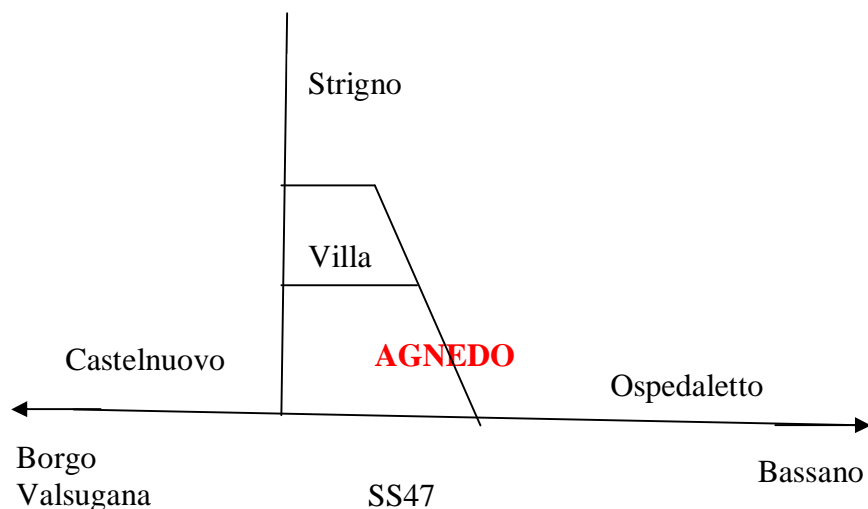 Strigno
Villa
Castelnuovo
AGNEDO
Ospedaletto
Borgo
Valsugana
SS47
Bassano